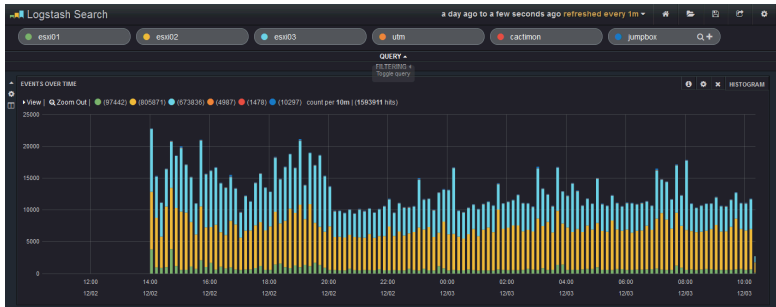 Logstash Search
a day ago to a few seconds ago refreshed every 1m
esxi01 esxi02 esxi03 utm cactimon jumpbox
QUERY
FILTERING
Toggle query
EVENTS OVER TIME
HISTOGRAM
View | Zoom Out | (97442) (805871) (673836) (4987) (1478) (10297) count per 10m | (1593911 hits)
25000
20000
15000
10000
5000
0
12:00 14:00 16:00 18:00 20:00 22:00 00:00 02:00 04:00 06:00 08:00 10:00
12/02 12/02 12/02 12/02 12/02 12/02 12/03 12/03 12/03 12/03 12/03 12/03